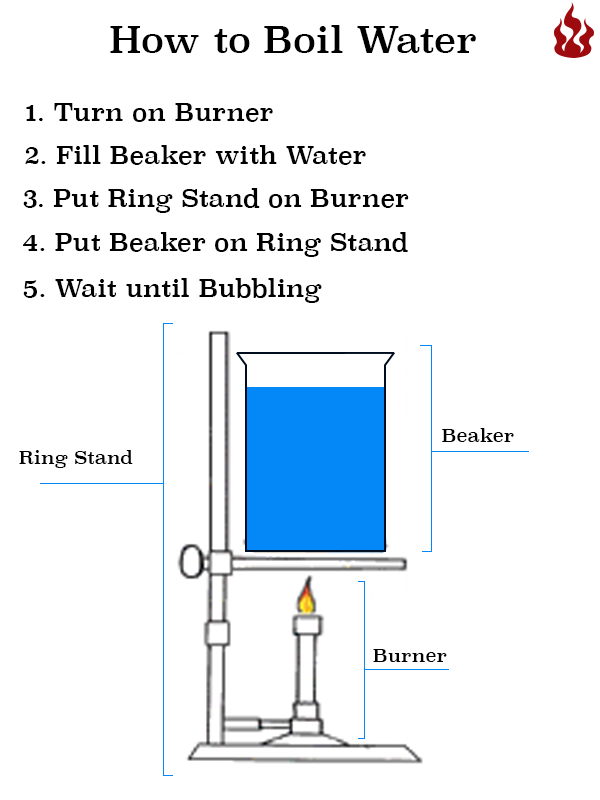 How to Boil Water
1. Turn on Burner
2. Fill Beaker with Water
3. Put Ring Stand on Burner
4. Put Beaker on Ring Stand
5. Wait until Bubbling
Beaker
Ring Stand
Burner